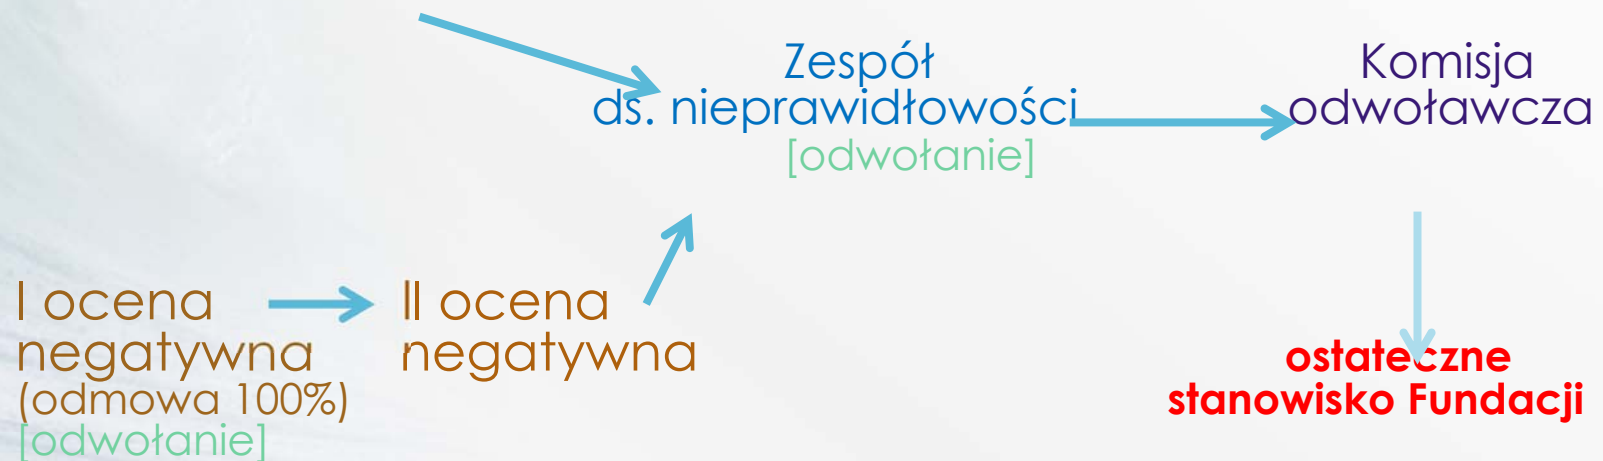 Zespół
ds. nieprawidłowości
[odwołanie]
Komisja
odwoławcza
I ocena
negatywna
(odmowa 100%)
[odwołanie]
II ocena
negatywna
ostateczne
stanowisko Fundacji